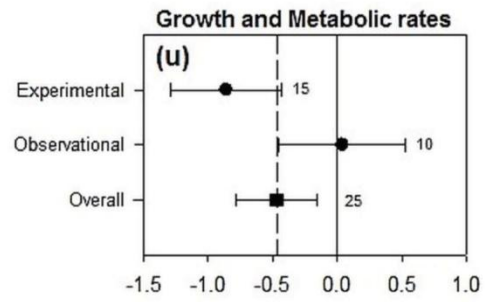 Growth and Metabolic rates
(u)
Experimental 15
Observational 10
Overall 25
-1.5 -1.0 -0.5 0.0 0.5 1.0